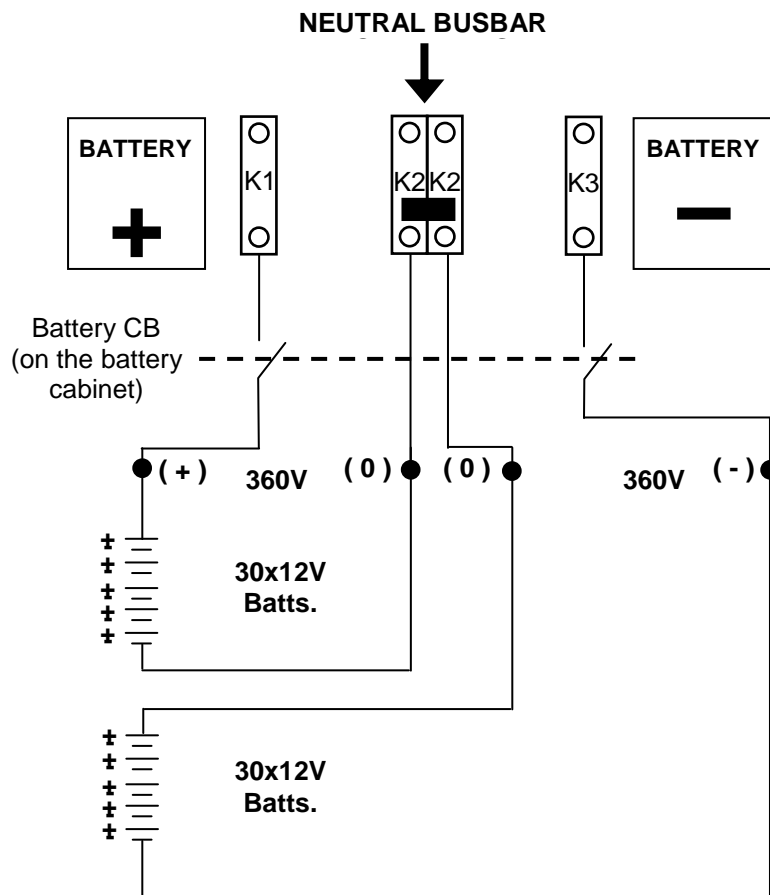 NEUTRAL BUSBAR
BATTERY
+
K1
K2 K2
K3
BATTERY
-
Battery CB
(on the battery
cabinet)
( + )
360V
( 0 )
( 0 )
360V
( - )
30x12V
Batts.
30x12V
Batts.